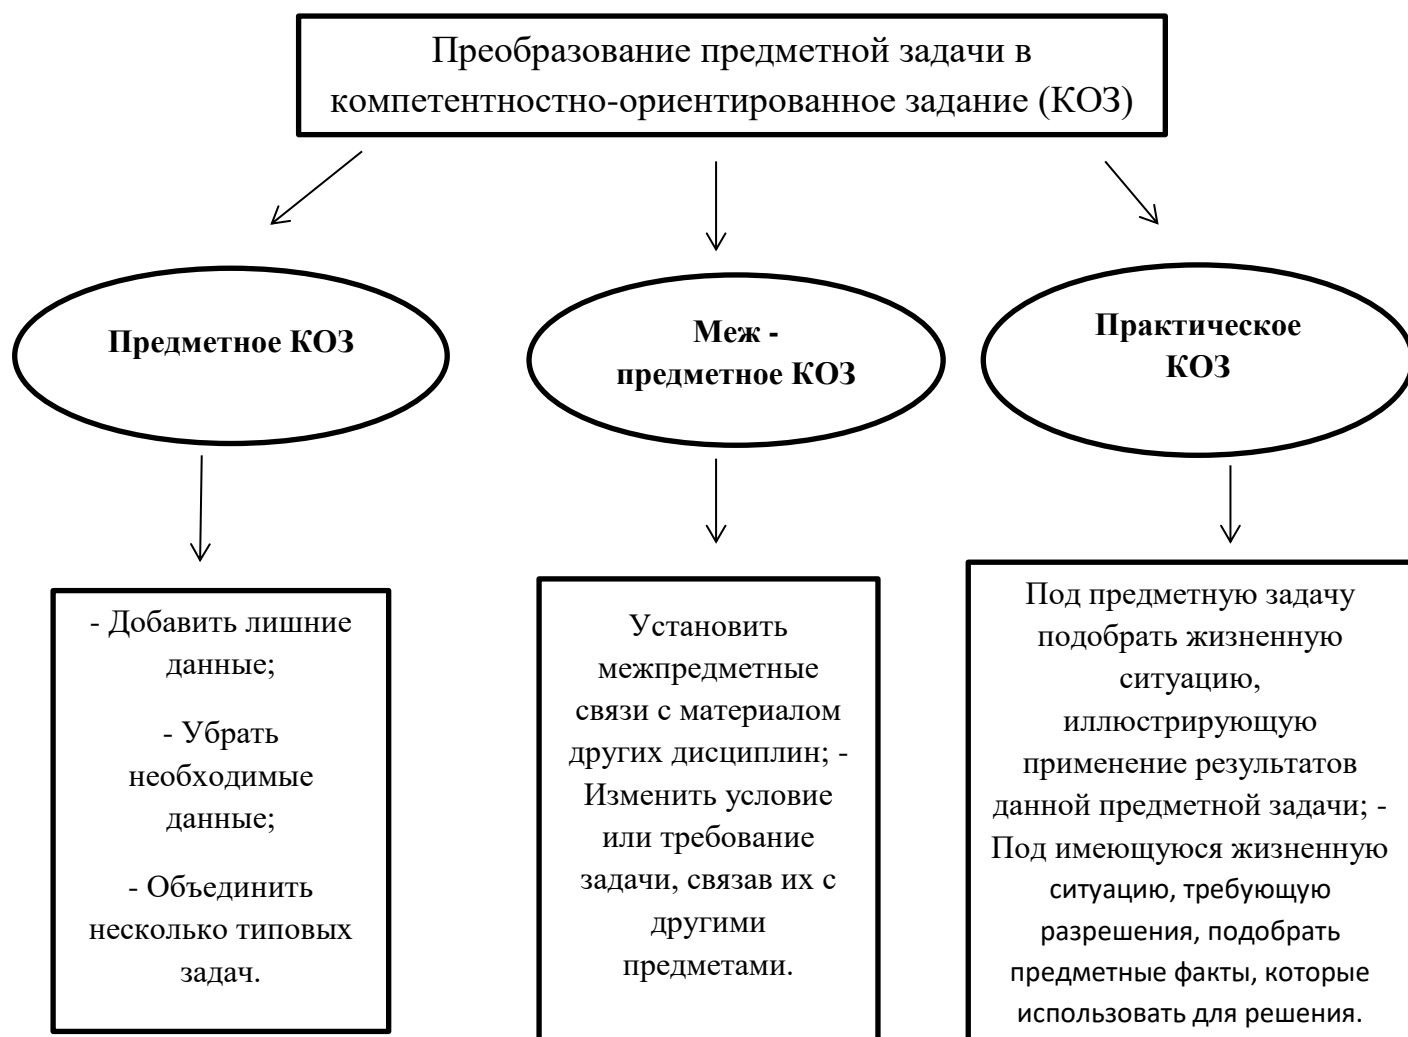 Преобразование предметной задачи в
компетентностно-ориентированное задание (КОЗ)
Предметное КОЗ
Меж -
предметное КОЗ
Практическое
КОЗ
- Добавить лишние
данные;
- Убрать
необходимые
данные;
- Объединить
несколько типовых
задач.
Установить
межпредметные
связи с материалом
других дисциплин; -
Изменить условие
или требование
задачи, связав их с
другими
предметами.
Под предметную задачу
подобрать жизненную
ситуацию,
иллюстрирующую
применение результатов
данной предметной задачи; -
Под имеющуюся жизненную
ситуацию, требующую
разрешения, подобрать
предметные факты, которые
использовать для решения.